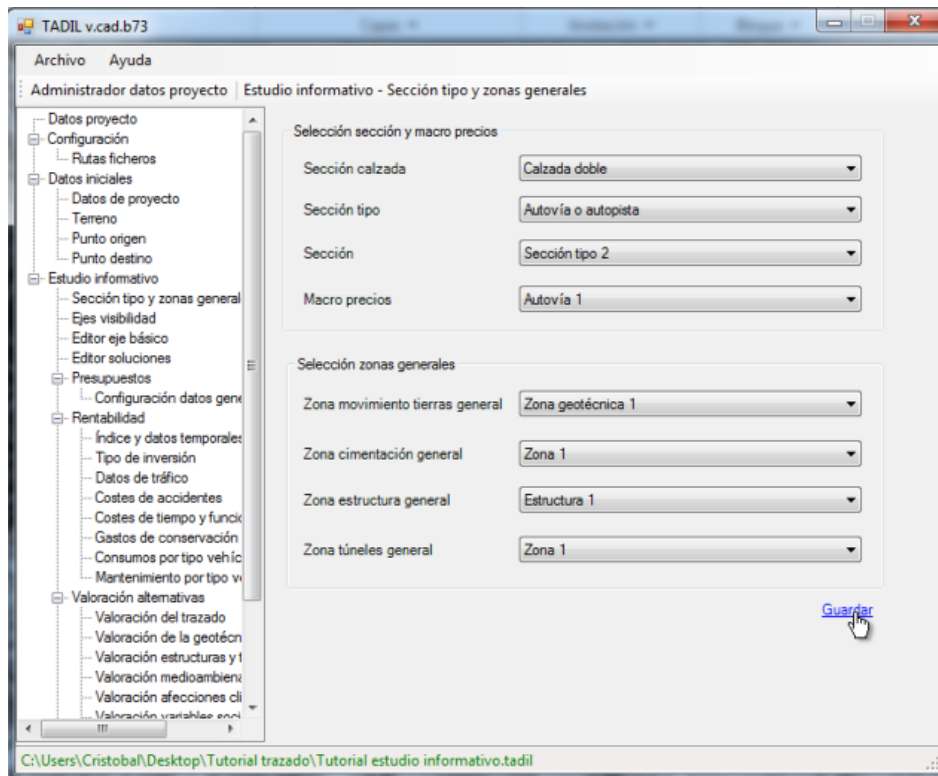 TADIL v.cad.b73
Archivo Ayuda
Administrador datos proyecto Estudio informativo - Sección tipo y zonas generales
Datos proyecto
Configuración
Rutas ficheros
Datos iniciales
Datos de proyecto
Terreno
Punto origen
Punto destino
Estudio informativo
Sección tipo y zonas general
Ejes visibilidad
Editor eje básico
Editor soluciones
Presupuestos
Configuración datos gene
Rentabilidad
Índice y datos temporales
Tipo de inversión
Datos de tráfico
Costes de accidentes
Costes de tiempo y funcio
Gastos de conservación
Consumos por tipo vehíc
Mantenimiento por tipo ve
Valoración alternativas
Valoración del trazado
Valoración de la geotécn
Valoración estructuras y t
Valoración medioambiena
Valoración afecciones cli
Valoración variables soci
Selección sección y macro precios
Sección calzada Calzada doble
Sección tipo Autovía o autopista
Sección Sección tipo 2
Macro precios Autovía 1
Selección zonas generales
Zona movimiento tierras general Zona geotécnica 1
Zona cimentación general Zona 1
Zona estructura general Estructura 1
Zona túneles general Zona 1
Guardar
C:\Users\Cristobal\Desktop\Tutorial trazado\Tutorial estudio informativo.tadil